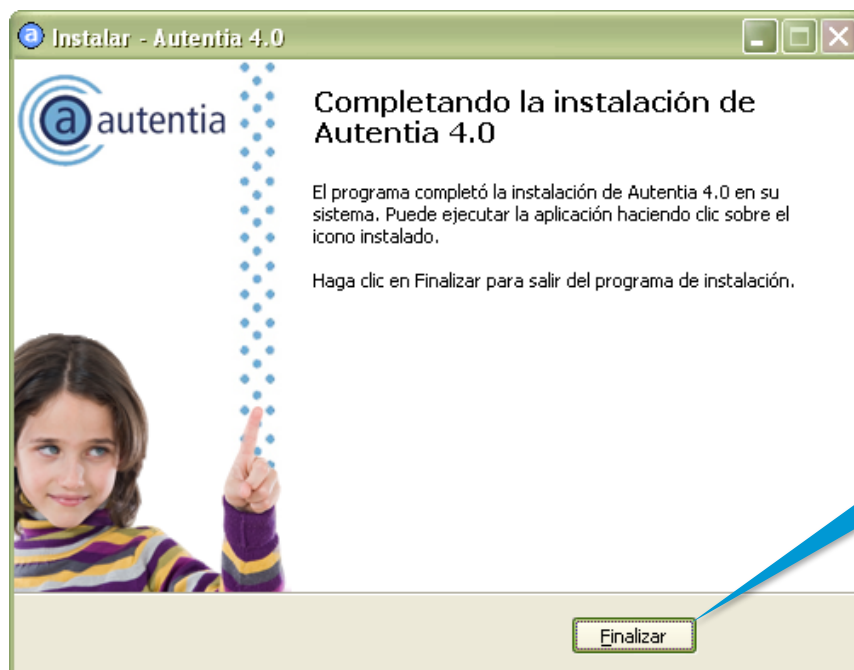 Instalar - Autentia 4.0
a autentia
Completando la instalación de
Autentia 4.0
El programa completó la instalación de Autentia 4.0 en su
sistema. Puede ejecutar la aplicación haciendo clic sobre el
icono instalado.
Haga clic en Finalizar para salir del programa de instalación.
Finalizar